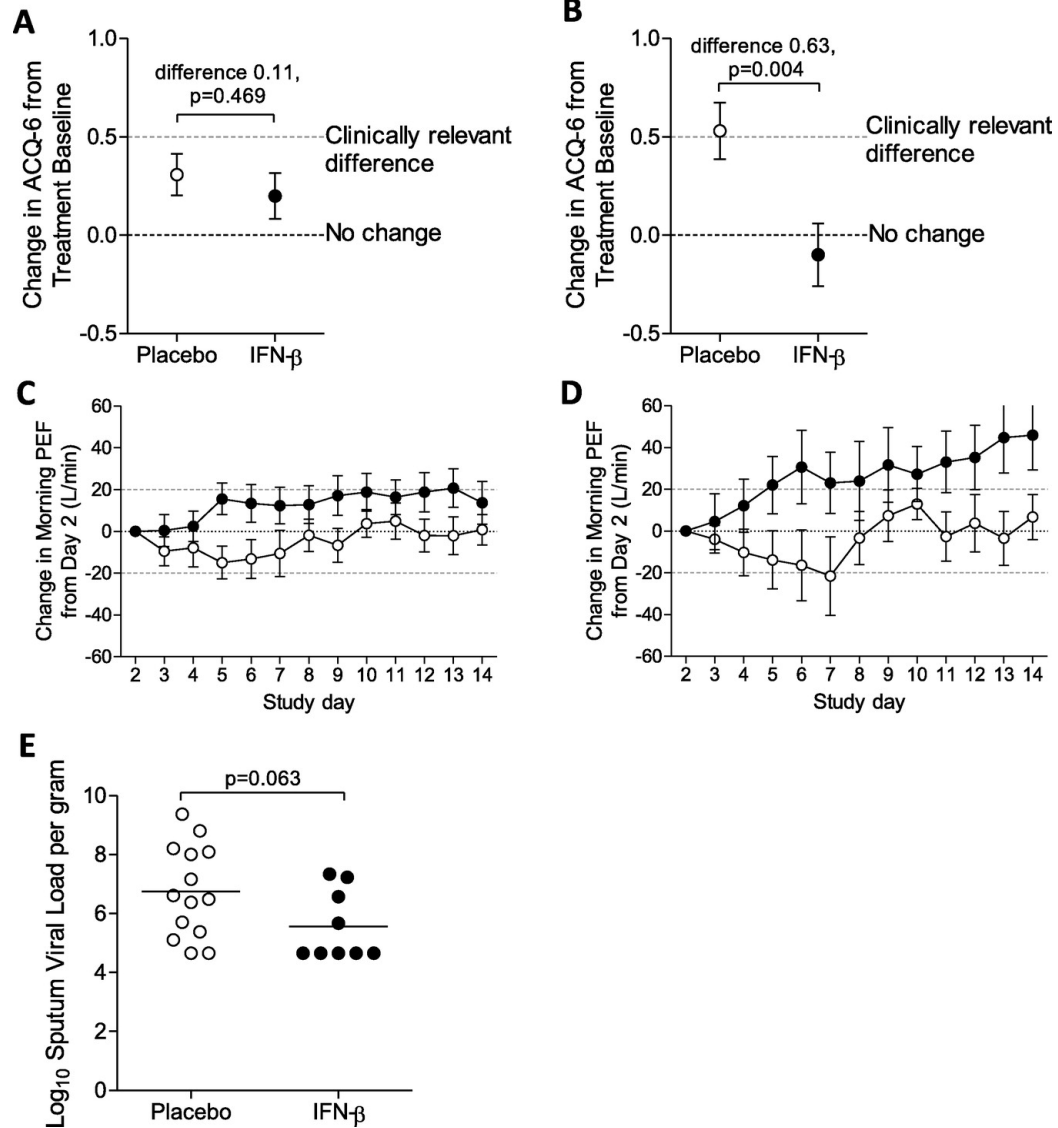 A
Change in ACQ-6 from
Treatment Baseline
1.0
0.5
0.0
-0.5
difference 0.11,
p=0.469
Clinically relevant
difference
No change
Placebo
IFN-β
B
Change in ACQ-6 from
Treatment Baseline
1.0
0.5
0.0
-0.5
difference 0.63,
p=0.004
Clinically relevant
difference
No change
Placebo
IFN-β
C
Change in Morning PEF
from Day 2 (L/min)
60
40
20
0
-20
-40
-60
2 3 4 5 6 7 8 9 10 11 12 13 14
Study day
D
Change in Morning PEF
from Day 2 (L/min)
60
40
20
0
-20
-40
-60
2 3 4 5 6 7 8 9 10 11 12 13 14
Study day
E
Log10 Sputum Viral Load per gram
10
8
6
4
2
0
p=0.063
Placebo
IFN-β